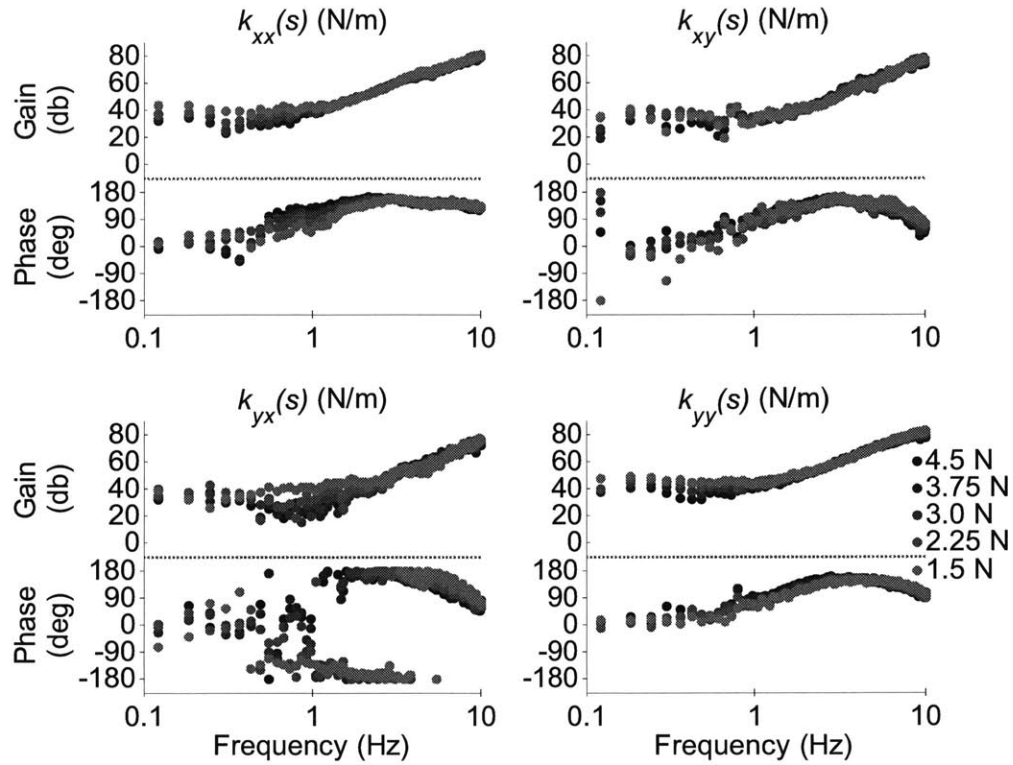 k_xx(s) (N/m)
k_xy(s) (N/m)
Gain
(db)
80
60
40
20
0
80
60
40
20
0
Phase
(deg)
180
90
0
-90
-180
180
90
0
-90
-180
0.1
1
10
0.1
1
10
k_yx(s) (N/m)
k_yy(s) (N/m)
Gain
(db)
80
60
40
20
0
80
60
40
20
0
4.5 N
3.75 N
3.0 N
2.25 N
1.5 N
Phase
(deg)
180
90
0
-90
-180
180
90
0
-90
-180
0.1
1
10
0.1
1
10
Frequency (Hz)
Frequency (Hz)